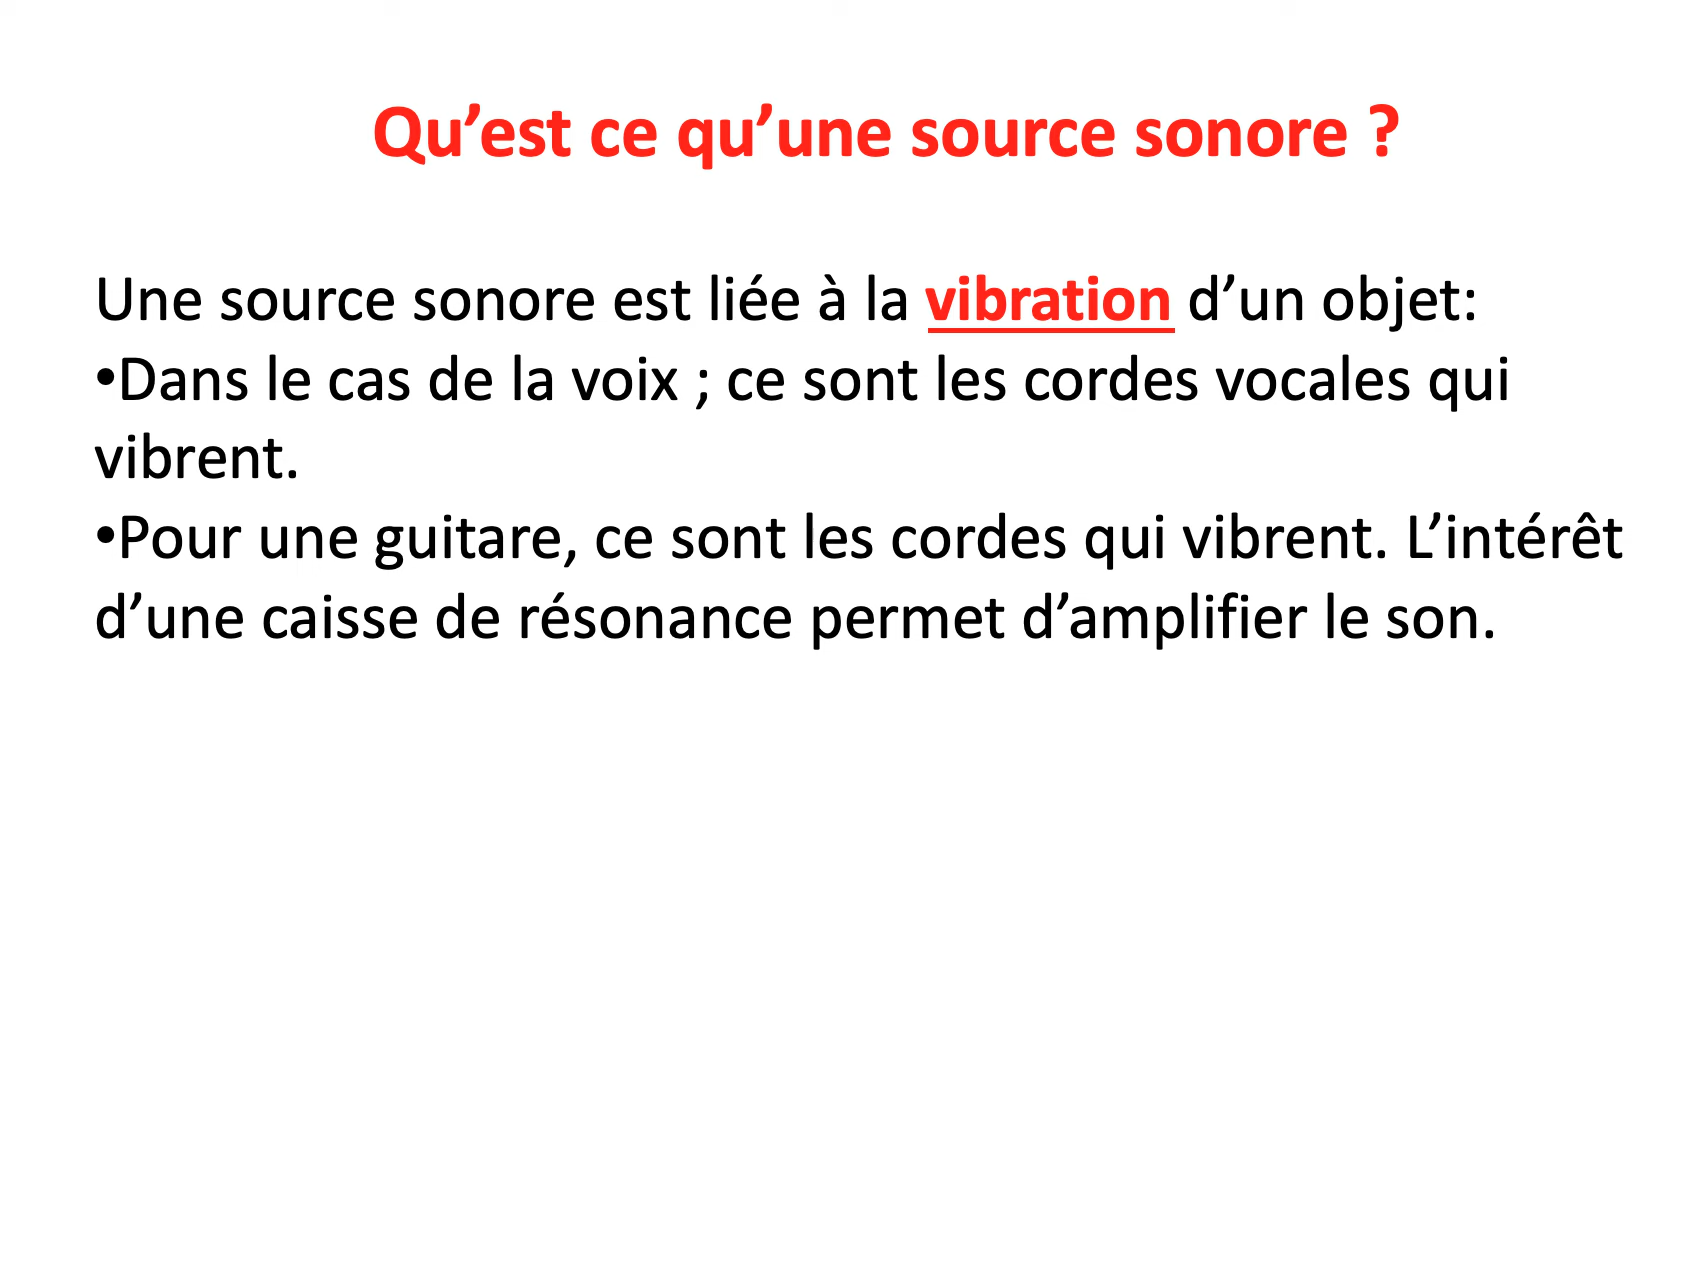 Qu’est ce qu’une source sonore ?
Une source sonore est liée à la vibration d’un objet:
•Dans le cas de la voix ; ce sont les cordes vocales qui
vibrent.
•Pour une guitare, ce sont les cordes qui vibrent. L’intérêt
d’une caisse de résonance permet d’amplifier le son.